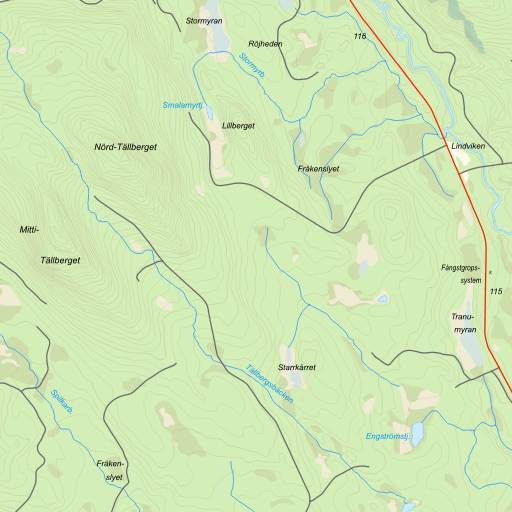 Stormyran
Röjheden
116
Stormyrb.
Smalamyrtj.
Lillberget
Nörd-Tällberget
Lindviken
Fräkenslyet
Mitti-
Tällberget
Fångstgrops-
system
115
Tranu-
myran
Starrkärret
Tällbergsbäcken
Spilkarb.
Engströmstj.
Fräken-
slyet